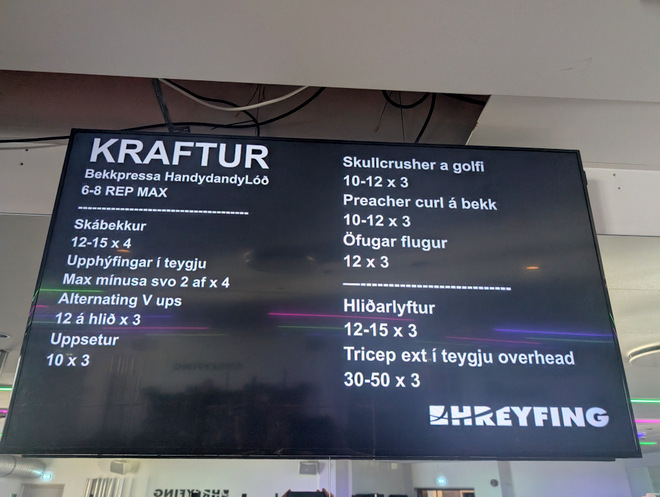 KRAFTUR
Bekkpressa HandydandyLóð
6-8 REP MAX
------------------------------------
Skábekkur
12-15 x 4
Upphýfingar í teygju
Max mínusa svo 2 af x 4
Alternating V ups
12 á hlið x 3
Uppsetur
10 x 3
Skullcrusher a golfi
10-12 x 3
Preacher curl á bekk
10-12 x 3
Öfugar flugur
12 x 3
—---------------------------
Hliðarlyftur
12-15 x 3
Tricep ext í teygju overhead
30-50 x 3
HREYFING